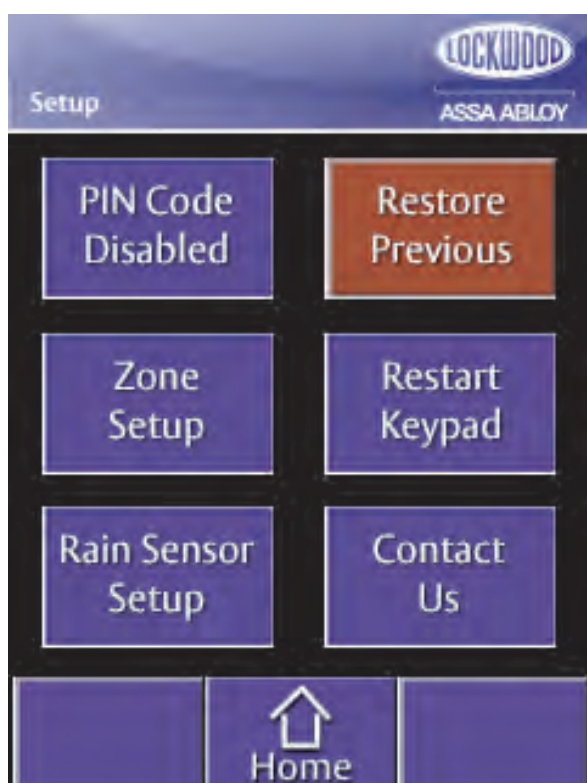 LOCKWOOD
Setup
ASSA ABLOY
PIN Code
Disabled
Restore
Previous
Zone
Setup
Restart
Keypad
Rain Sensor
Setup
Contact
Us
Home